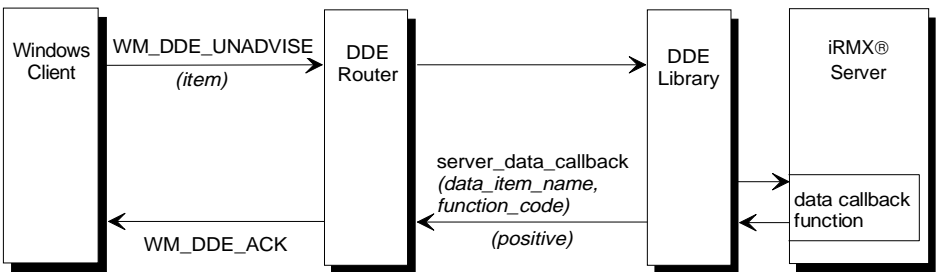 Windows
Client
WM_DDE_UNADVISE
(item)
DDE
Router
DDE
Library
iRMX®
Server
server_data_callback
(data_item_name,
function_code)
(positive)
WM_DDE_ACK
data callback
function